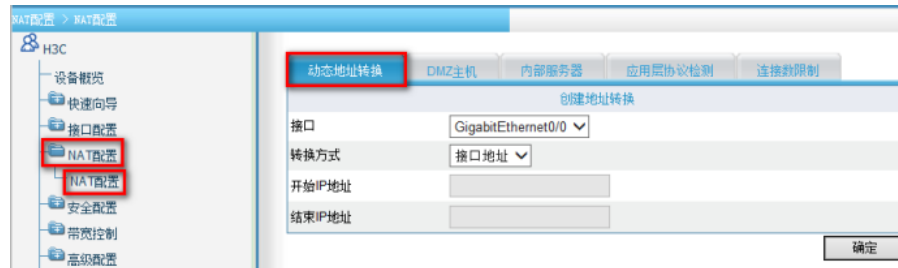 NAT配置 > NAT配置
H3C
设备概览
快速向导
接口配置
NAT配置
NAT配置
安全配置
带宽控制
高级配置
动态地址转换 DMZ主机 内部服务器 应用层协议检测 连接数限制
创建地址转换
接口 GigabitEthernet0/0
转换方式 接口地址
开始IP地址
结束IP地址
确定